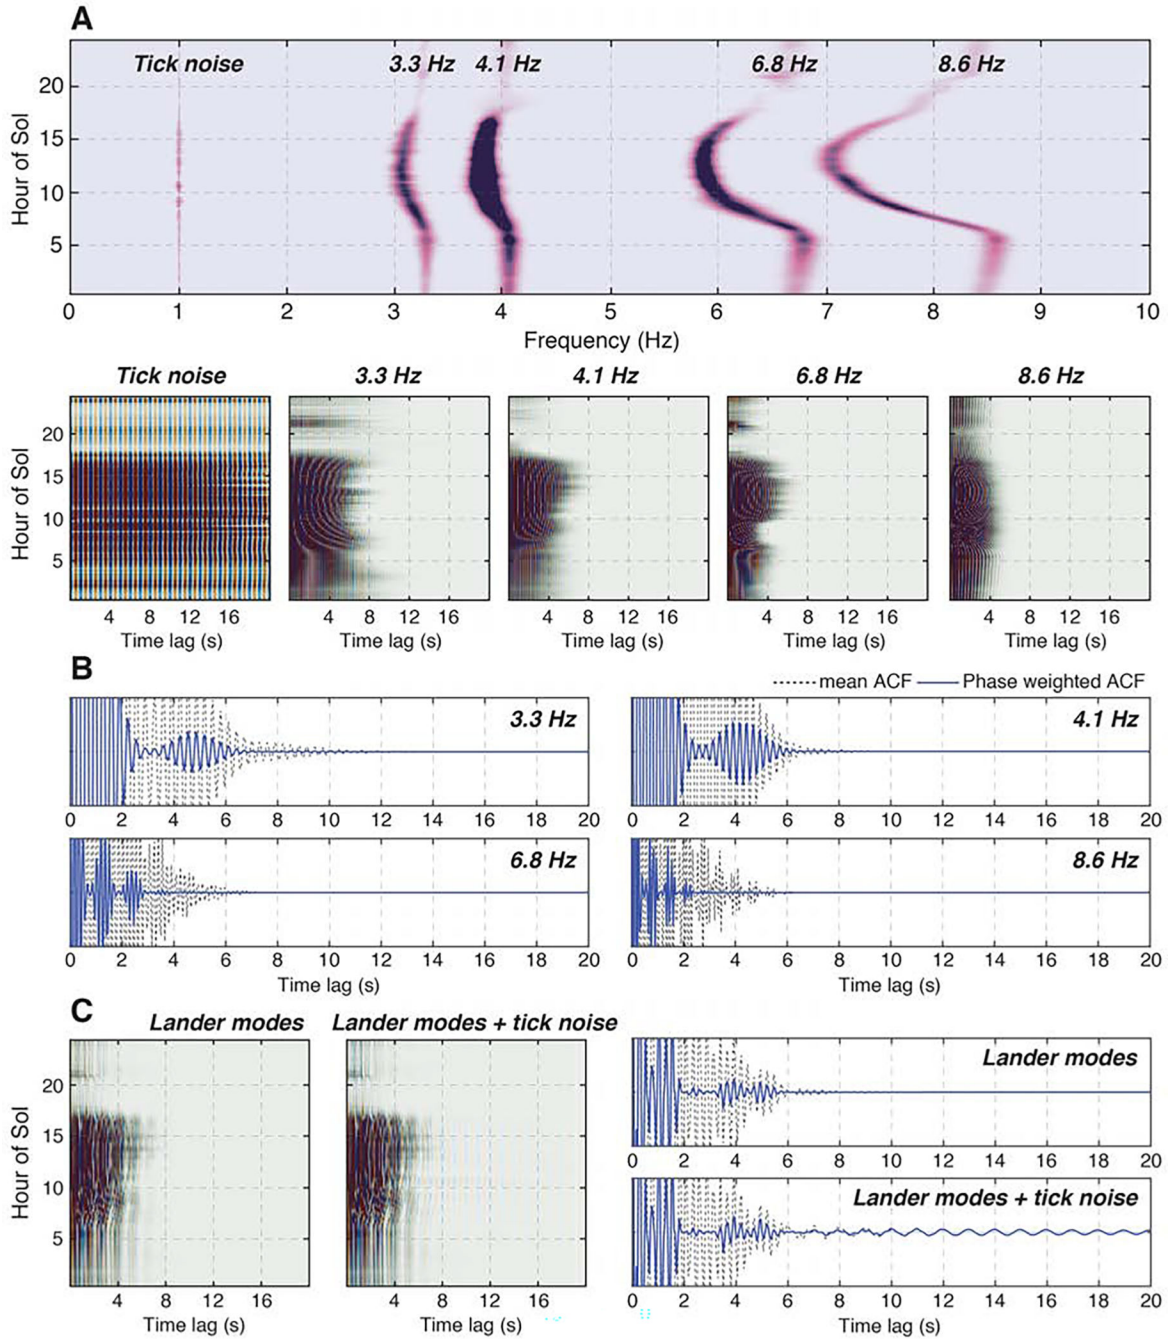 A
Tick noise 3.3 Hz 4.1 Hz 6.8 Hz 8.6 Hz
20
15
10
5
Hour of Sol
0 1 2 3 4 5 6 7 8 9 10
Frequency (Hz)
Tick noise 3.3 Hz 4.1 Hz 6.8 Hz 8.6 Hz
20
15
10
5
Hour of Sol
4 8 12 16 4 8 12 16 4 8 12 16 4 8 12 16 4 8 12 16
Time lag (s) Time lag (s) Time lag (s) Time lag (s) Time lag (s)
B
mean ACF Phase weighted ACF
3.3 Hz 4.1 Hz
0 2 4 6 8 10 12 14 16 18 20 0 2 4 6 8 10 12 14 16 18 20
6.8 Hz 8.6 Hz
0 2 4 6 8 10 12 14 16 18 20 0 2 4 6 8 10 12 14 16 18 20
Time lag (s) Time lag (s)
C
Lander modes Lander modes + tick noise
20
15
10
5
Hour of Sol
4 8 12 16 4 8 12 16
Time lag (s) Time lag (s)
Lander modes
0 2 4 6 8 10 12 14 16 18 20
Lander modes + tick noise
0 2 4 6 8 10 12 14 16 18 20
Time lag (s)